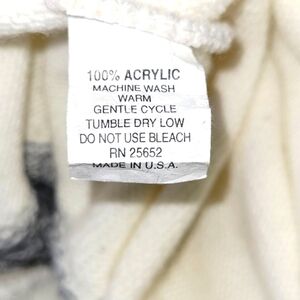 100% ACRYLIC
MACHINE WASH
WARM
GENTLE CYCLE
TUMBLE DRY LOW
DO NOT USE BLEACH
RN 25652
MADE IN U.S.A.